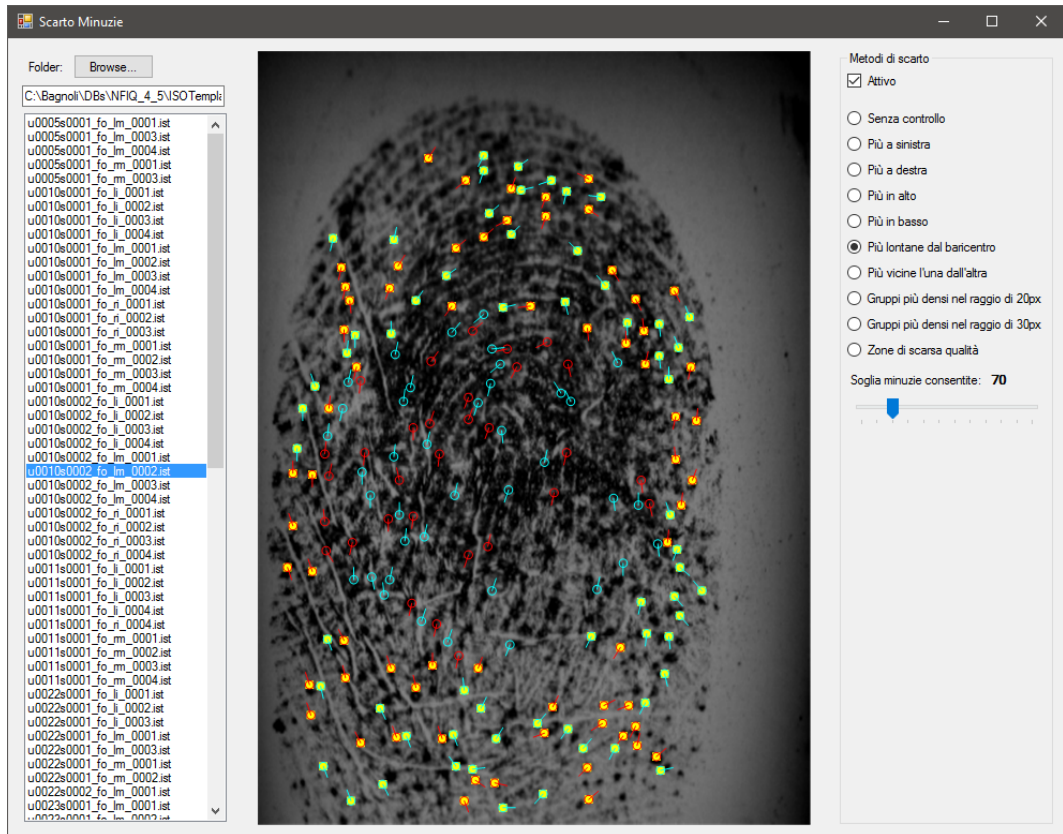 Scarto Minuzie
Folder:
Browse...
C:\Bagnoli\DBs\NFIQ_4_5\ISOTempla
u0005s0001_fo_lm_0001.ist
u0005s0001_fo_lm_0003.ist
u0005s0001_fo_lm_0004.ist
u0005s0001_fo_rm_0001.ist
u0005s0001_fo_rm_0003.ist
u0010s0001_fo_li_0001.ist
u0010s0001_fo_li_0002.ist
u0010s0001_fo_li_0003.ist
u0010s0001_fo_li_0004.ist
u0010s0001_fo_lm_0001.ist
u0010s0001_fo_lm_0002.ist
u0010s0001_fo_lm_0003.ist
u0010s0001_fo_lm_0004.ist
u0010s0001_fo_ri_0001.ist
u0010s0001_fo_ri_0002.ist
u0010s0001_fo_ri_0003.ist
u0010s0001_fo_rm_0001.ist
u0010s0001_fo_rm_0002.ist
u0010s0001_fo_rm_0003.ist
u0010s0001_fo_rm_0004.ist
u0010s0002_fo_li_0001.ist
u0010s0002_fo_li_0002.ist
u0010s0002_fo_li_0003.ist
u0010s0002_fo_li_0004.ist
u0010s0002_fo_lm_0001.ist
u0010s0002_fo_lm_0002.ist
u0010s0002_fo_lm_0003.ist
u0010s0002_fo_lm_0004.ist
u0010s0002_fo_ri_0001.ist
u0010s0002_fo_ri_0002.ist
u0010s0002_fo_ri_0003.ist
u0010s0002_fo_ri_0004.ist
u0011s0001_fo_li_0001.ist
u0011s0001_fo_li_0002.ist
u0011s0001_fo_li_0003.ist
u0011s0001_fo_li_0004.ist
u0011s0001_fo_ri_0004.ist
u0011s0001_fo_rm_0001.ist
u0011s0001_fo_rm_0002.ist
u0011s0001_fo_rm_0003.ist
u0011s0001_fo_rm_0004.ist
u0022s0001_fo_li_0001.ist
u0022s0001_fo_li_0002.ist
u0022s0001_fo_li_0003.ist
u0022s0001_fo_lm_0001.ist
u0022s0001_fo_lm_0003.ist
u0022s0001_fo_rm_0001.ist
u0022s0001_fo_rm_0002.ist
u0022s0001_fo_rm_0004.ist
u0023s0001_fo_lm_0001.ist
u0023s0001_fo_lm_0002.ist
Metodi di scarto
Attivo
Senza controllo
Più a sinistra
Più a destra
Più in alto
Più in basso
Più lontane dal baricentro
Più vicine l'una dall'altra
Gruppi più densi nel raggio di 20px
Gruppi più densi nel raggio di 30px
Zone di scarsa qualità
Soglia minuzie consentite: 70